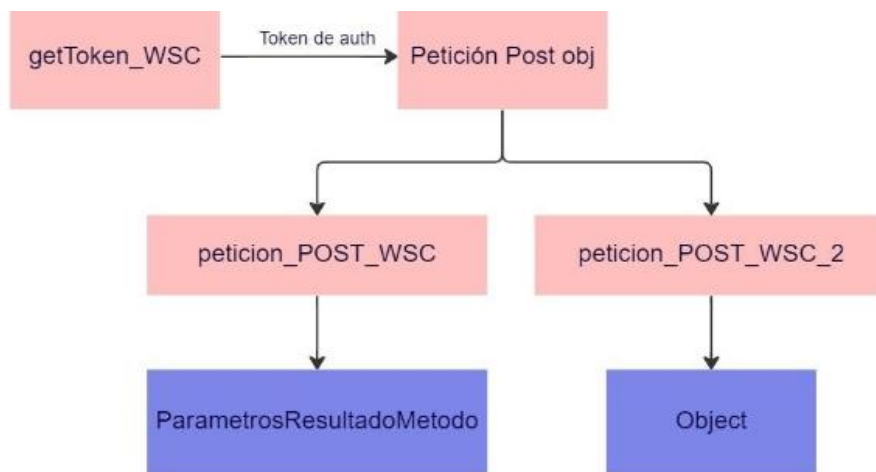 getToken_WSC
Token de auth
Petición Post obj
peticion_POST_WSC
peticion_POST_WSC_2
ParametrosResultadoMetodo
Object